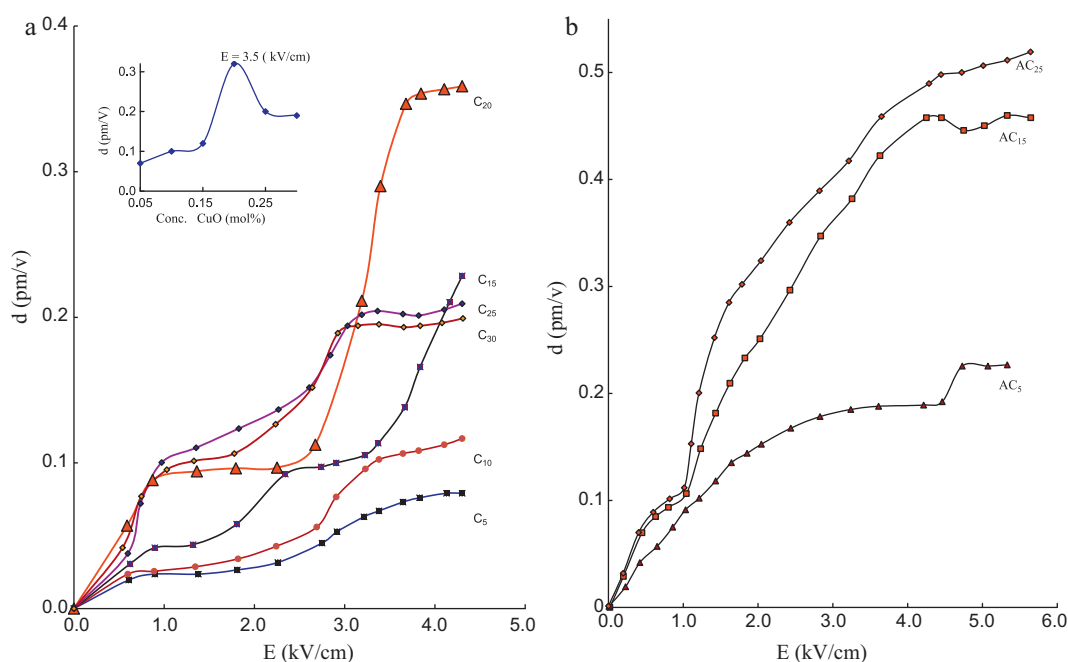 a
0.4
0.3
0.2
0.1
0.0
d (pm/v)
0.0
1.0
2.0
3.0
4.0
5.0
E (kV/cm)
E = 3.5 ( kV/cm)
0.3
0.2
0.1
0.0
d (pm/V)
0.05
0.15
0.25
Conc. CuO (mol%)
C20
C15
C25
C30
C10
C5
b
0.5
0.4
0.3
0.2
0.1
0
d (pm/v)
0.0
1.0
2.0
3.0
4.0
5.0
6.0
E (kV/cm)
AC25
AC15
AC5